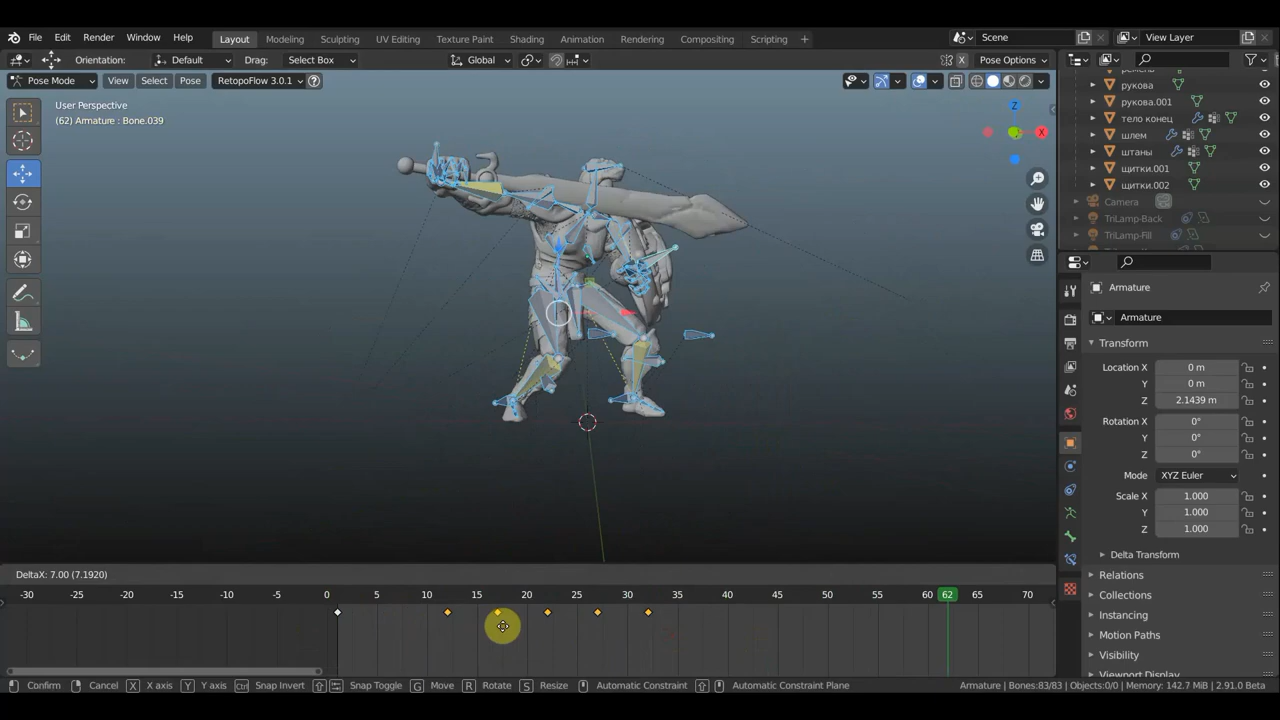 File Edit Render Window Help Layout Modeling Sculpting UV Editing Texture Paint Shading Animation Rendering Compositing Scripting + Scene View Layer
Orientation: Default Drag: Select Box Global X Pose Options
Pose Mode View Select Pose RetopoFlow 3.0.1 ?
User Perspective
(62) Armature : Bone.039
Z
X
рукова
рукова.001
тело конец
шлем
штаны
щитки.001
щитки.002
Camera
TriLamp-Back
TriLamp-Fill
Armature
Armature
Transform
Location X 0 m
Y 0 m
Z 2.1439 m
Rotation X 0°
Y 0°
Z 0°
Mode XYZ Euler
Scale X 1.000
Y 1.000
Z 1.000
Delta Transform
Relations
Collections
Instancing
Motion Paths
Visibility
Viewport Display
DeltaX: 7.00 (7.1920)
-30 -25 -20 -15 -10 -5 0 5 10 15 20 25 30 35 40 45 50 55 60 62 65 70
Confirm Cancel X X axis Y Y axis Ctrl Snap Invert Snap Toggle G Move R Rotate S Resize Automatic Constraint Automatic Constraint Plane Armature | Bones:83/83 | Objects:0/0 | Memory: 142.7 MiB | 2.91.0 Beta